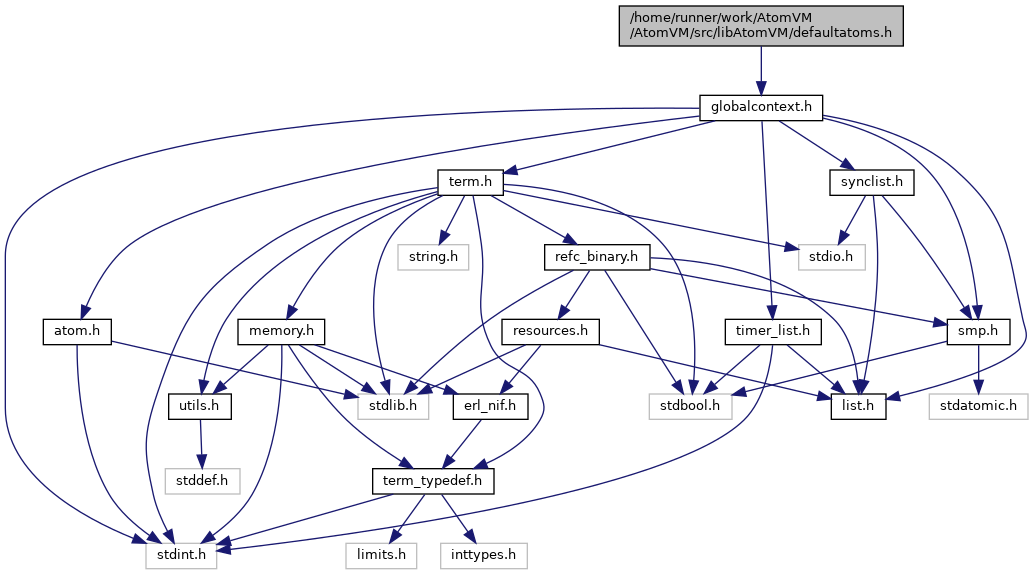 /home/runner/work/AtomVM
/AtomVM/src/libAtomVM/defaultatoms.h
globalcontext.h
term.h
synclist.h
string.h
refc_binary.h
stdio.h
atom.h
memory.h
resources.h
timer_list.h
smp.h
utils.h
stdlib.h
erl_nif.h
stdbool.h
list.h
stdatomic.h
stddef.h
term_typedef.h
stdint.h
limits.h
inttypes.h